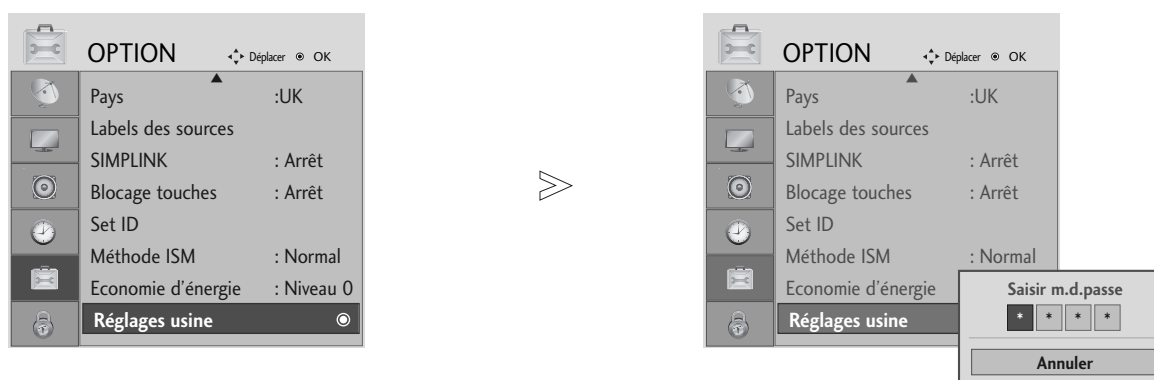 OPTION Déplacer OK
Pays :UK
Labels des sources
SIMPLINK : Arrêt
Blocage touches : Arrêt
Set ID
Méthode ISM : Normal
Economie d'énergie : Niveau 0
Réglages usine
OPTION Déplacer OK
Pays :UK
Labels des sources
SIMPLINK : Arrêt
Blocage touches : Arrêt
Set ID
Méthode ISM : Normal
Economie d'énergie
Réglages usine
Saisir m.d.passe
* * * *
Annuler